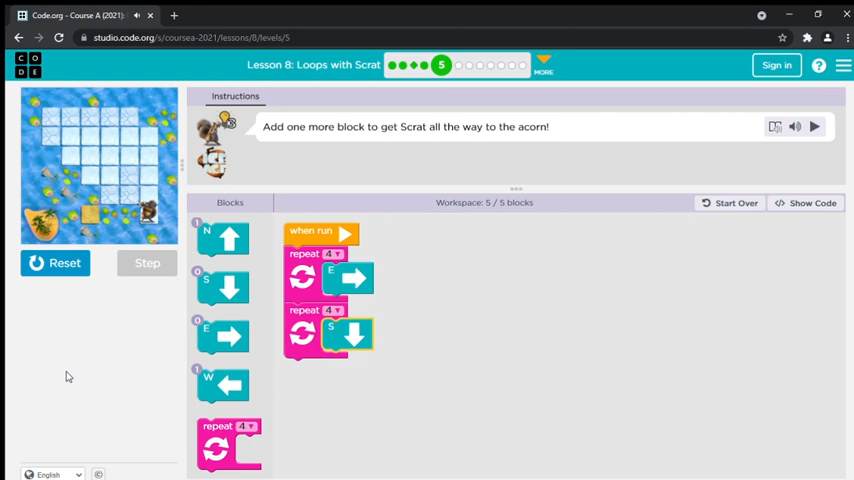 Code.org - Course A (2021):
studio.code.org/s/coursea-2021/lessons/8/levels/5
C O
D E
Lesson 8: Loops with Scrat
5
MORE
Sign in
?
Instructions
3
Add one more block to get Scrat all the way to the acorn!
Blocks
Workspace: 5 / 5 blocks
Start Over
</> Show Code
Reset
Step
1
N
0
S
0
E
1
W
repeat 4
when run
repeat 4
E
repeat 4
S
English
©